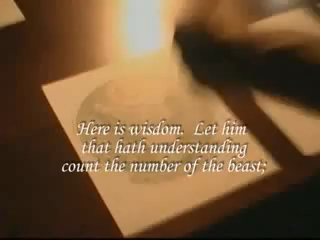 Here is wisdom. Let him
that hath understanding
count the number of the beast;